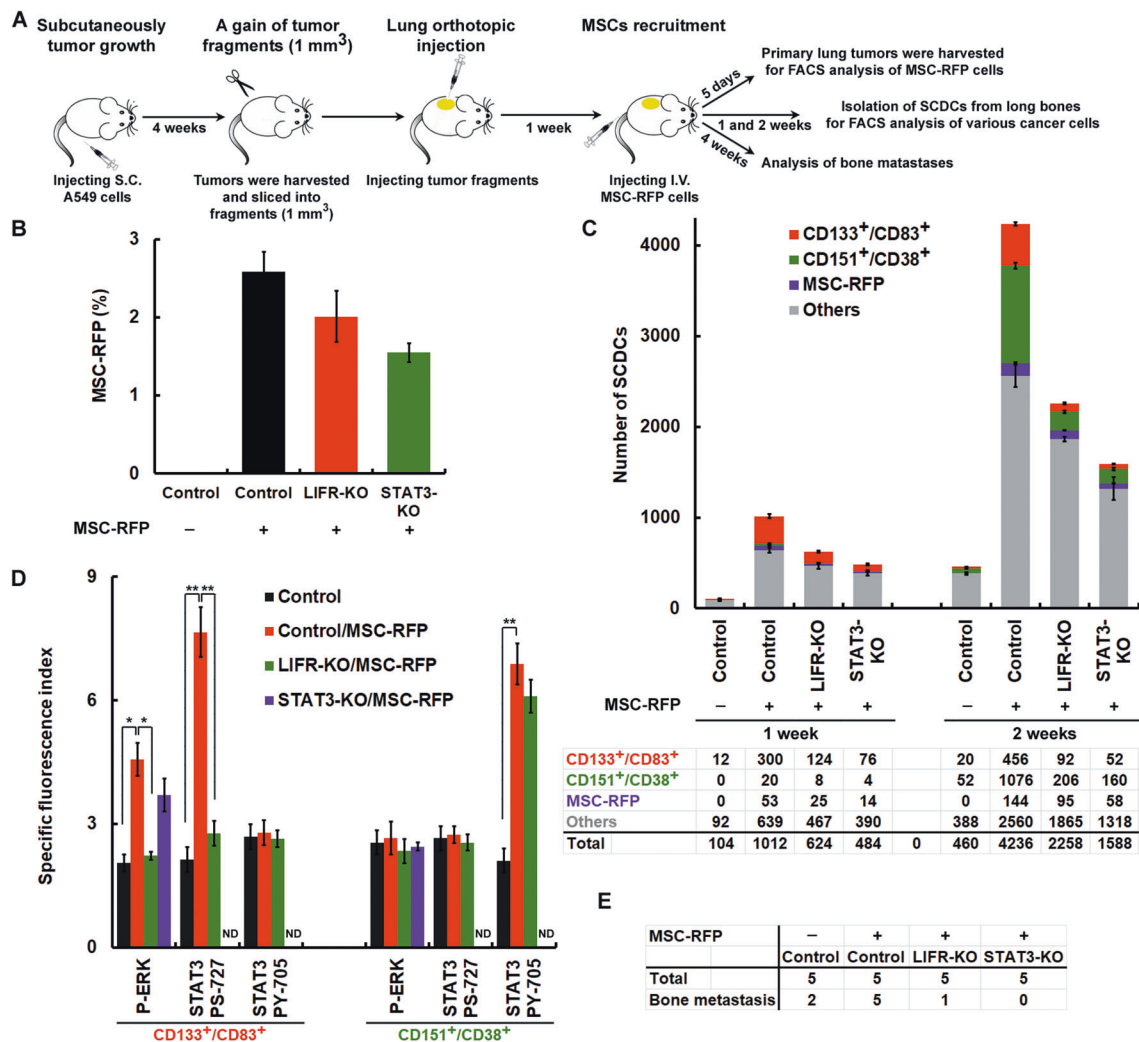 A
Subcutaneously
tumor growth
A gain of tumor
fragments (1 mm³)
Lung orthotopic
injection
MSCs recruitment
4 weeks
1 week
5 days
1 and 2 weeks
4 weeks
Primary lung tumors were harvested
for FACS analysis of MSC-RFP cells
Isolation of SCDCs from long bones
for FACS analysis of various cancer cells
Analysis of bone matastases
Injecting S.C.
A549 cells
Tumors were harvested
and sliced into
fragments (1 mm³)
Injecting tumor fragments
Injecting I.V.
MSC-RFP cells
B
MSC-RFP (%)
3
2
1
0
Control Control LIFR-KO STAT3-
KO
MSC-RFP – + + +
C
CD133⁺/CD83⁺
CD151⁺/CD38⁺
MSC-RFP
Others
Number of SCDCs
4000
3000
2000
1000
0
Control Control LIFR-KO STAT3-KO Control Control LIFR-KO STAT3-KO
MSC-RFP – + + + – + + +
1 week 2 weeks
CD133⁺/CD83⁺ 12 300 124 76 20 456 92 52
CD151⁺/CD38⁺ 0 20 8 4 52 1076 206 160
MSC-RFP 0 53 25 14 0 144 95 58
Others 92 639 467 390 388 2560 1865 1318
Total 104 1012 624 484 0 460 4236 2258 1588
D
Specific fluorescence index
9
6
3
0
Control
Control/MSC-RFP
LIFR-KO/MSC-RFP
STAT3-KO/MSC-RFP
* *
** **
**
ND ND ND ND
P-ERK STAT3 PS-727 STAT3 PY-705 P-ERK STAT3 PS-727 STAT3 PY-705
CD133⁺/CD83⁺ CD151⁺/CD38⁺
E
MSC-RFP – + + +
Control Control LIFR-KO STAT3-KO
Total 5 5 5 5
Bone metastasis 2 5 1 0